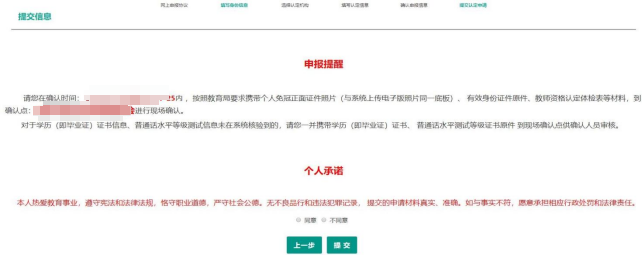 网上申报协议 填写身份信息 选择认定机构 填写认定信息 确认申报信息 提交认定申请
提交信息
申报提醒
请您在确认时间： 25内，按照教育局要求携带个人免冠正面证件照片（与系统上传电子版照片同一底板）、有效身份证件原件、教师资格认定体检表等材料，到
确认点： 进行现场确认。
对于学历（即毕业证）证书信息、普通话水平等级测试信息未在系统校验到的，请您一并携带学历（即毕业证）证书、普通话水平测试等级证书原件 到现场确认点供确认人员审核。
个人承诺
本人热爱教育事业，遵守宪法和法律法规，恪守职业道德，严守社会公德。无不良品行和违法犯罪记录，提交的申请材料真实、准确。如与事实不符，愿意承担相应行政处罚和法律责任。
同意 不同意
上一步 提 交